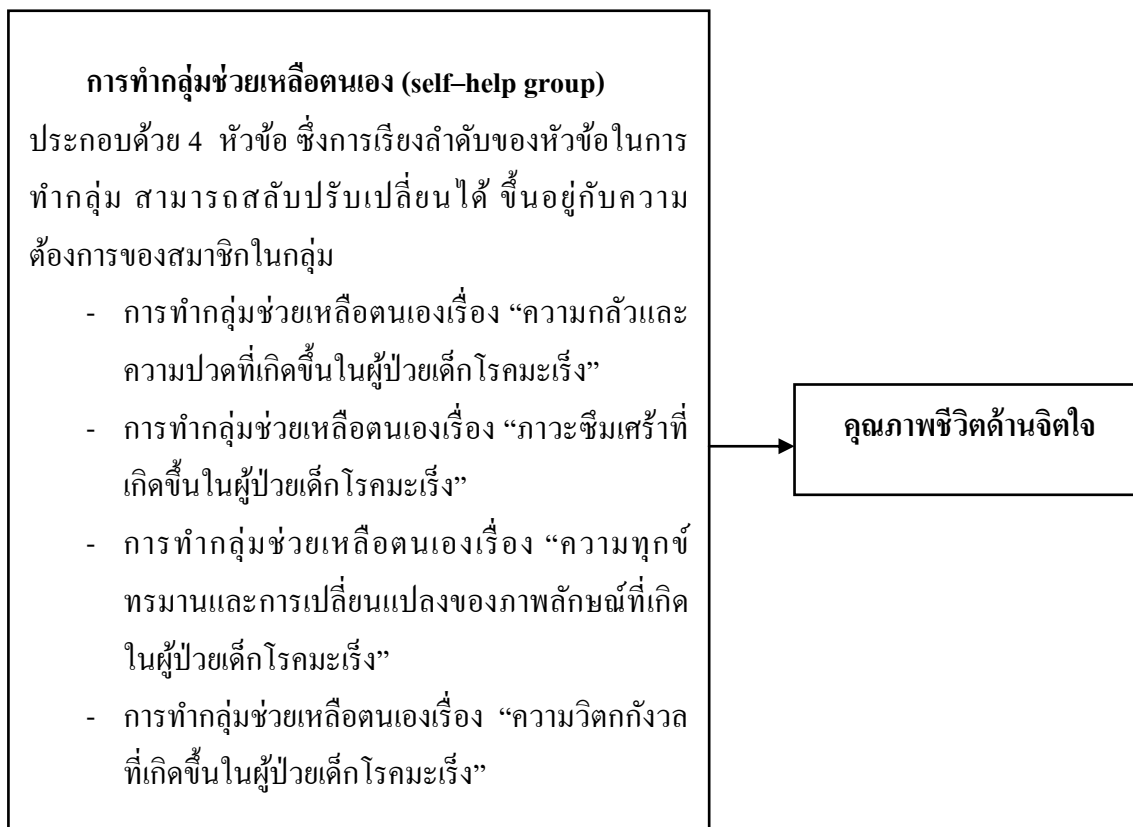 การทำกลุ่มช่วยเหลือตนเอง (self–help group)
ประกอบด้วย 4 หัวข้อ ซึ่งการเรียงลำดับของหัวข้อในการ
ทำกลุ่ม สามารถสลับปรับเปลี่ยนได้ ขึ้นอยู่กับความ
ต้องการของสมาชิกในกลุ่ม
- การทำกลุ่มช่วยเหลือตนเองเรื่อง “ความกลัวและ
ความปวดที่เกิดขึ้นในผู้ป่วยเด็กโรคมะเร็ง”
- การทำกลุ่มช่วยเหลือตนเองเรื่อง “ภาวะซึมเศร้าที่
เกิดขึ้นในผู้ป่วยเด็กโรคมะเร็ง”
- การทำกลุ่มช่วยเหลือตนเองเรื่อง “ความทุกข์
ทรมานและการเปลี่ยนแปลงของภาพลักษณ์ที่เกิด
ในผู้ป่วยเด็กโรคมะเร็ง”
- การทำกลุ่มช่วยเหลือตนเองเรื่อง “ความวิตกกังวล
ที่เกิดขึ้นในผู้ป่วยเด็กโรคมะเร็ง”
คุณภาพชีวิตด้านจิตใจ